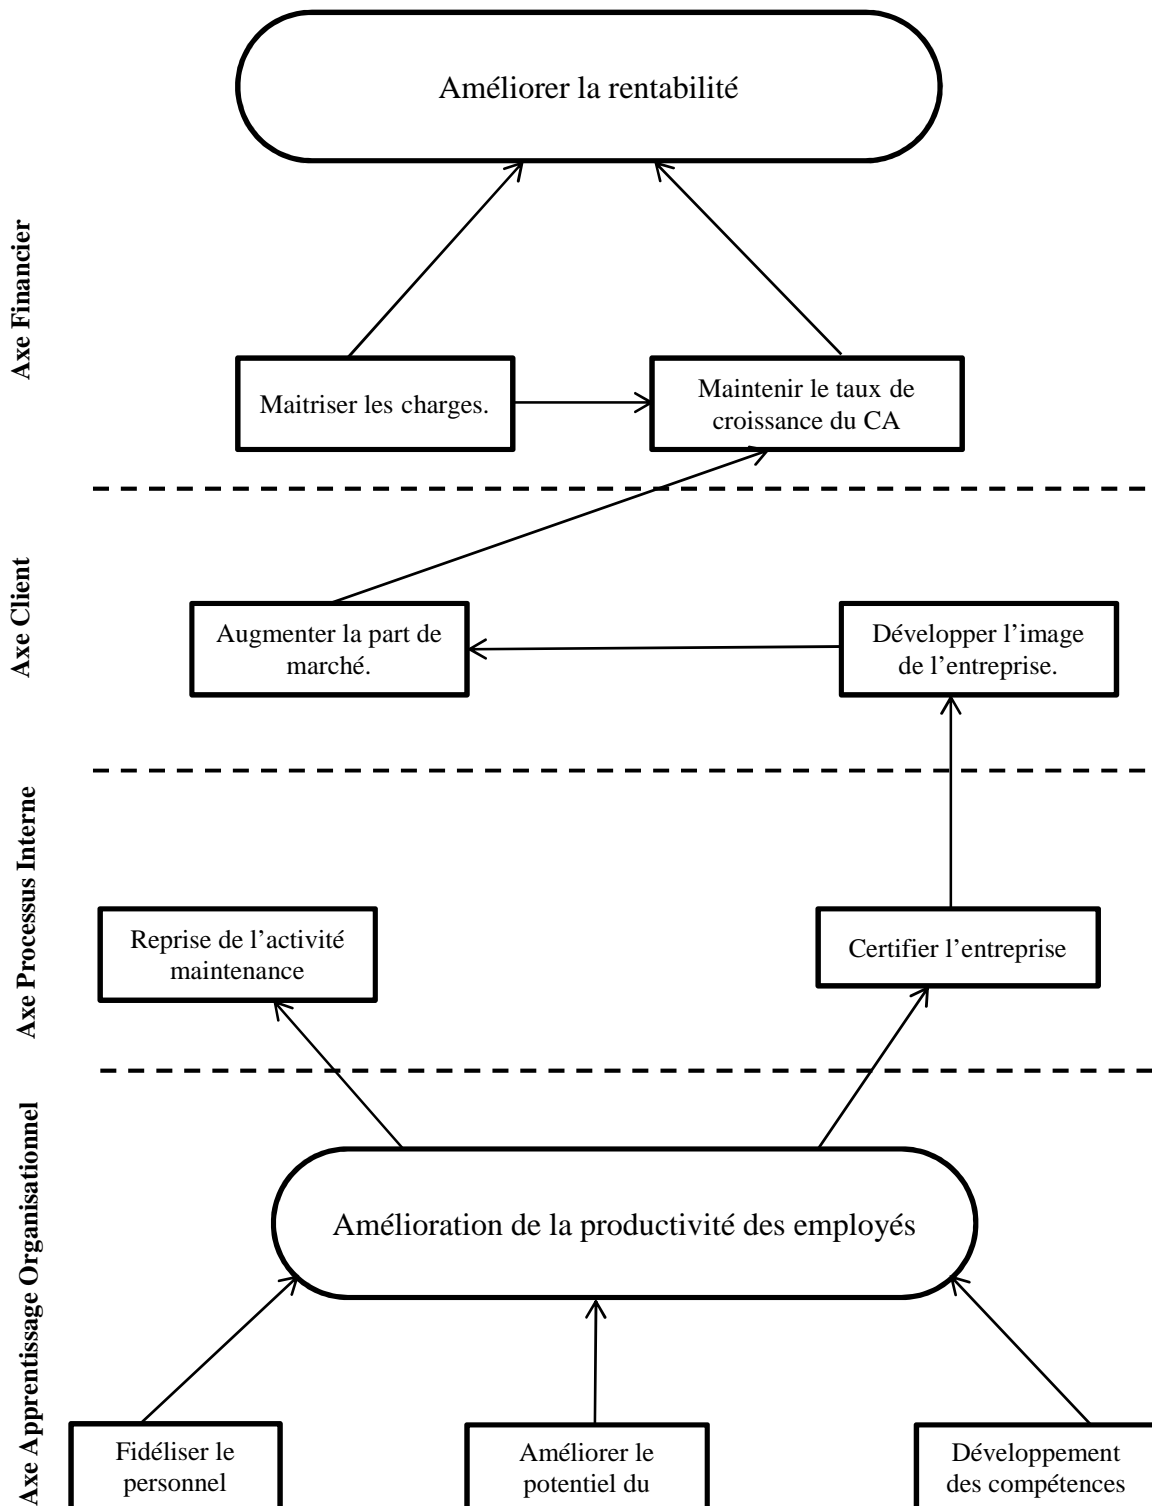 Améliorer la rentabilité
Axe Financier
Maitriser les charges.
Maintenir le taux de
croissance du CA
Axe Client
Augmenter la part de
marché.
Développer l’image
de l’entreprise.
Axe Processus Interne
Reprise de l’activité
maintenance
Certifier l’entreprise
Axe Apprentissage Organisationnel
Amélioration de la productivité des employés
Fidéliser le
personnel
Améliorer le
potentiel du
Développement
des compétences